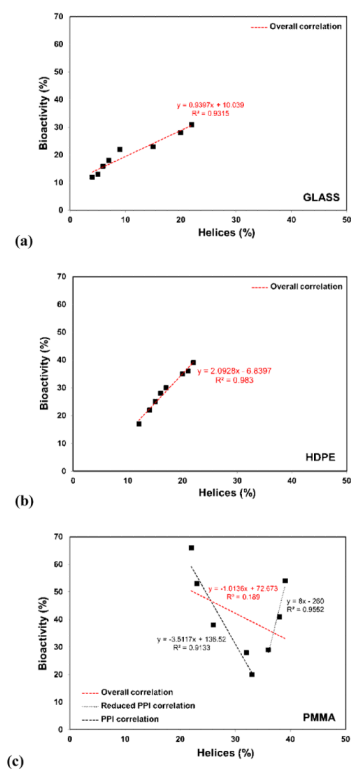 70
60
50
40
30
20
10
0
Bioactivity (%)
Overall correlation
y = 0.9397x + 10.039
R² = 0.9315
GLASS
0 10 20 30 40 50
Helices (%)
(a)
70
60
50
40
30
20
10
0
Bioactivity (%)
Overall correlation
y = 2.0928x - 6.8397
R² = 0.983
HDPE
0 10 20 30 40 50
Helices (%)
(b)
70
60
50
40
30
20
10
0
Bioactivity (%)
y = -1.0136x + 72.673
R² = 0.189
y = 8x - 260
R² = 0.9552
y = -3.5117x + 136.52
R² = 0.9133
Overall correlation
Reduced PPI correlation
PPI correlation
PMMA
0 10 20 30 40 50
Helices (%)
(c)